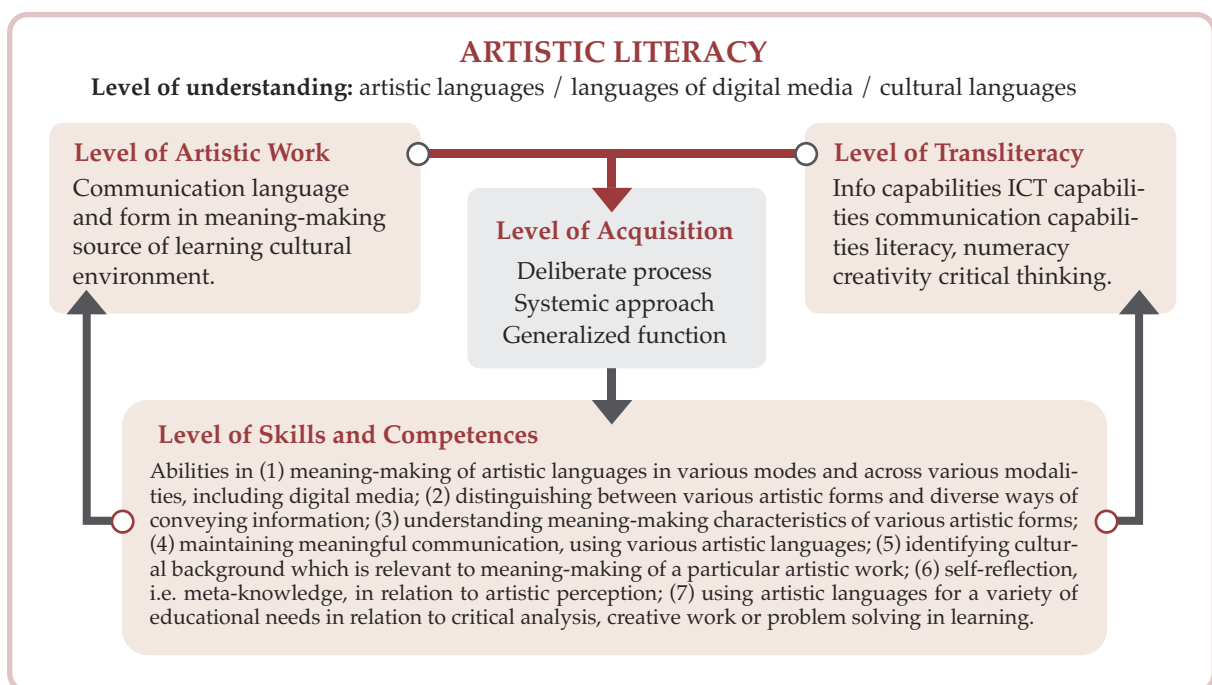 ARTISTIC LITERACY
Level of understanding: artistic languages / languages of digital media / cultural languages
Level of Artistic Work
Communication language
and form in meaning-making
source of learning cultural
environment.
Level of Acquisition
Deliberate process
Systemic approach
Generalized function
Level of Transliteracy
Info capabilities ICT capabili-
ties communication capabili-
ties literacy, numeracy
creativity critical thinking.
Level of Skills and Competences
Abilities in (1) meaning-making of artistic languages in various modes and across various modali-
ties, including digital media; (2) distinguishing between various artistic forms and diverse ways of
conveying information; (3) understanding meaning-making characteristics of various artistic forms;
(4) maintaining meaningful communication, using various artistic languages; (5) identifying cultur-
al background which is relevant to meaning-making of a particular artistic work; (6) self-reflection,
i.e. meta-knowledge, in relation to artistic perception; (7) using artistic languages for a variety of
educational needs in relation to critical analysis, creative work or problem solving in learning.